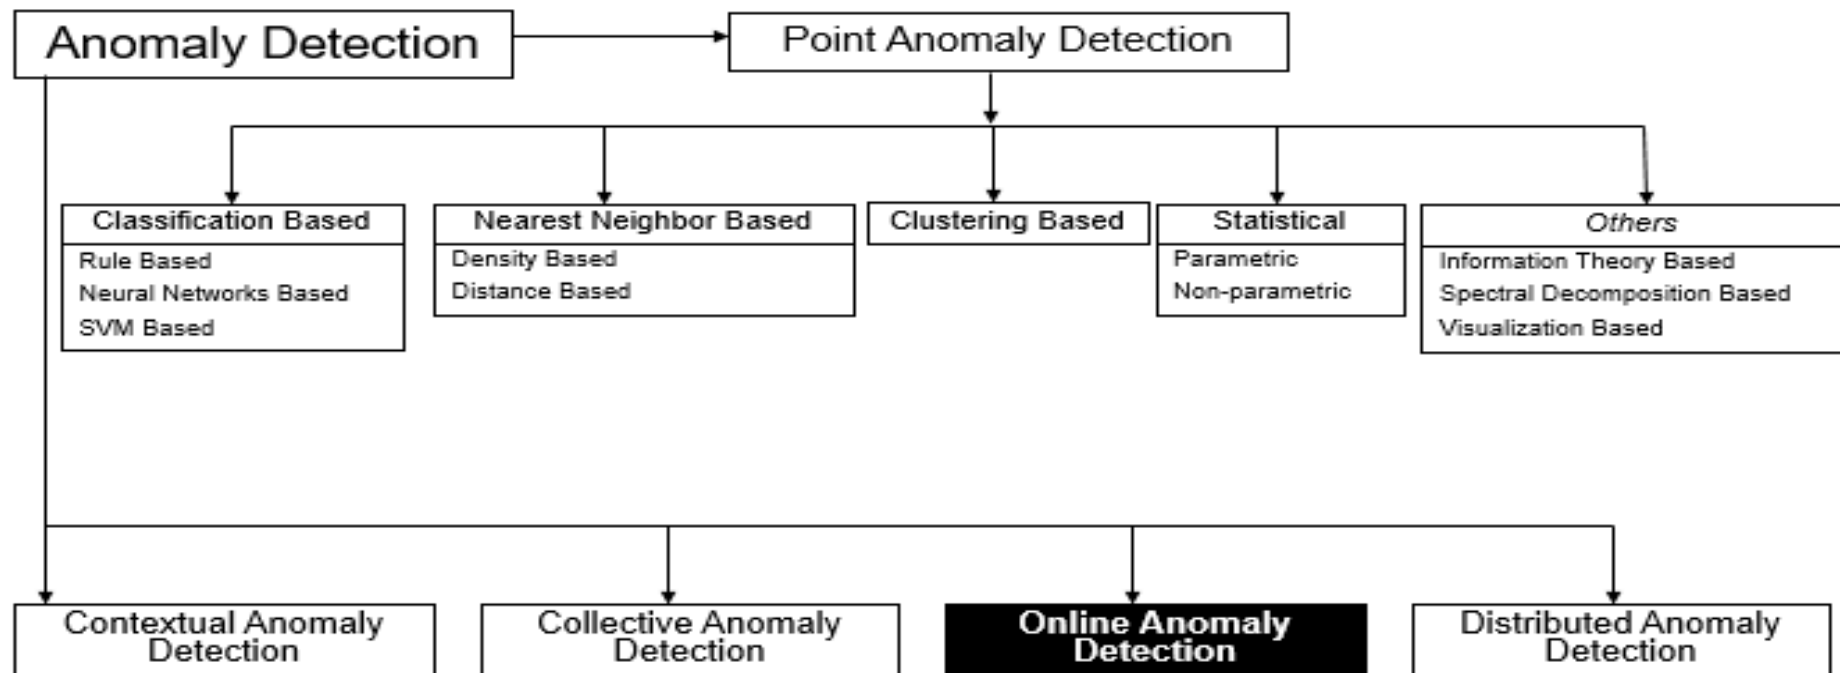 Anomaly Detection
Point Anomaly Detection
Classification Based
Rule Based
Neural Networks Based
SVM Based
Nearest Neighbor Based
Density Based
Distance Based
Clustering Based
Statistical
Parametric
Non-parametric
Others
Information Theory Based
Spectral Decomposition Based
Visualization Based
Contextual Anomaly
Detection
Collective Anomaly
Detection
Online Anomaly
Detection
Distributed Anomaly
Detection